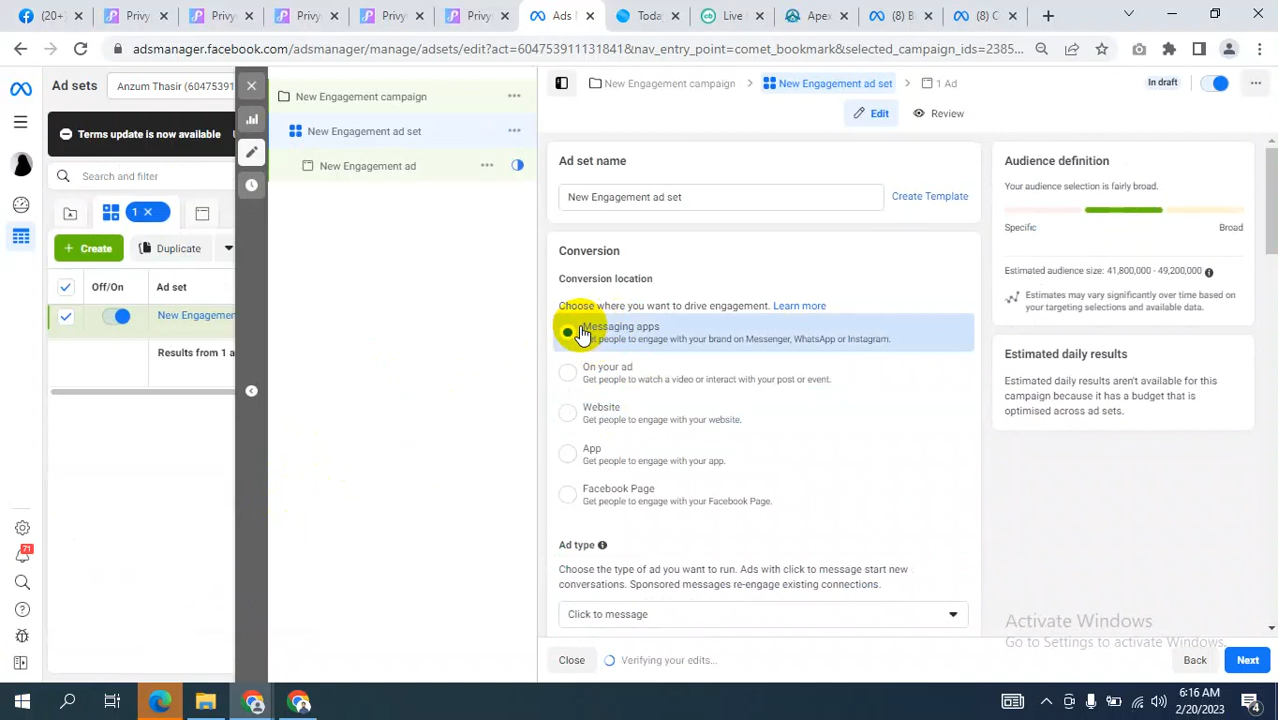 (20+
Privy
Privy
Privy
Ads M
Today
Live
Apex
(8) B
(8) C
adsmanager.facebook.com/adsmanager/manage/adsets/edit?act=604753911131841&nav_entry_point=comet_bookmark&selected_campaign_ids=2385...
Ad sets
Anzum Thasir (60475391
New Engagement campaign
New Engagement campaign
New Engagement ad set
1 Ad
In draft
Edit
Review
Terms update is now available
New Engagement ad set
New Engagement ad
Search and filter
1
Create
Duplicate
Off/On
Ad set
New Engagemen
Results from 1 a
Ad set name
New Engagement ad set
Create Template
Conversion
Conversion location
Choose where you want to drive engagement. Learn more
Messaging apps
Get people to engage with your brand on Messenger, WhatsApp or Instagram.
On your ad
Get people to watch a video or interact with your post or event.
Website
Get people to engage with your website.
App
Get people to engage with your app.
Facebook Page
Get people to engage with your Facebook Page.
Ad type
Choose the type of ad you want to run. Ads with click to message start new
conversations. Sponsored messages re-engage existing connections.
Click to message
Audience definition
Your audience selection is fairly broad.
Specific
Broad
Estimated audience size: 41,800,000 - 49,200,000
Estimates may vary significantly over time based on
your targeting selections and available data.
Estimated daily results
Estimated daily results aren't available for this
campaign because it has a budget that is
optimised across ad sets.
71
Activate Windows
Go to Settings to activate Windows.
Close
Verifying your edits...
Back
Next
6:16 AM
2/20/2023
4